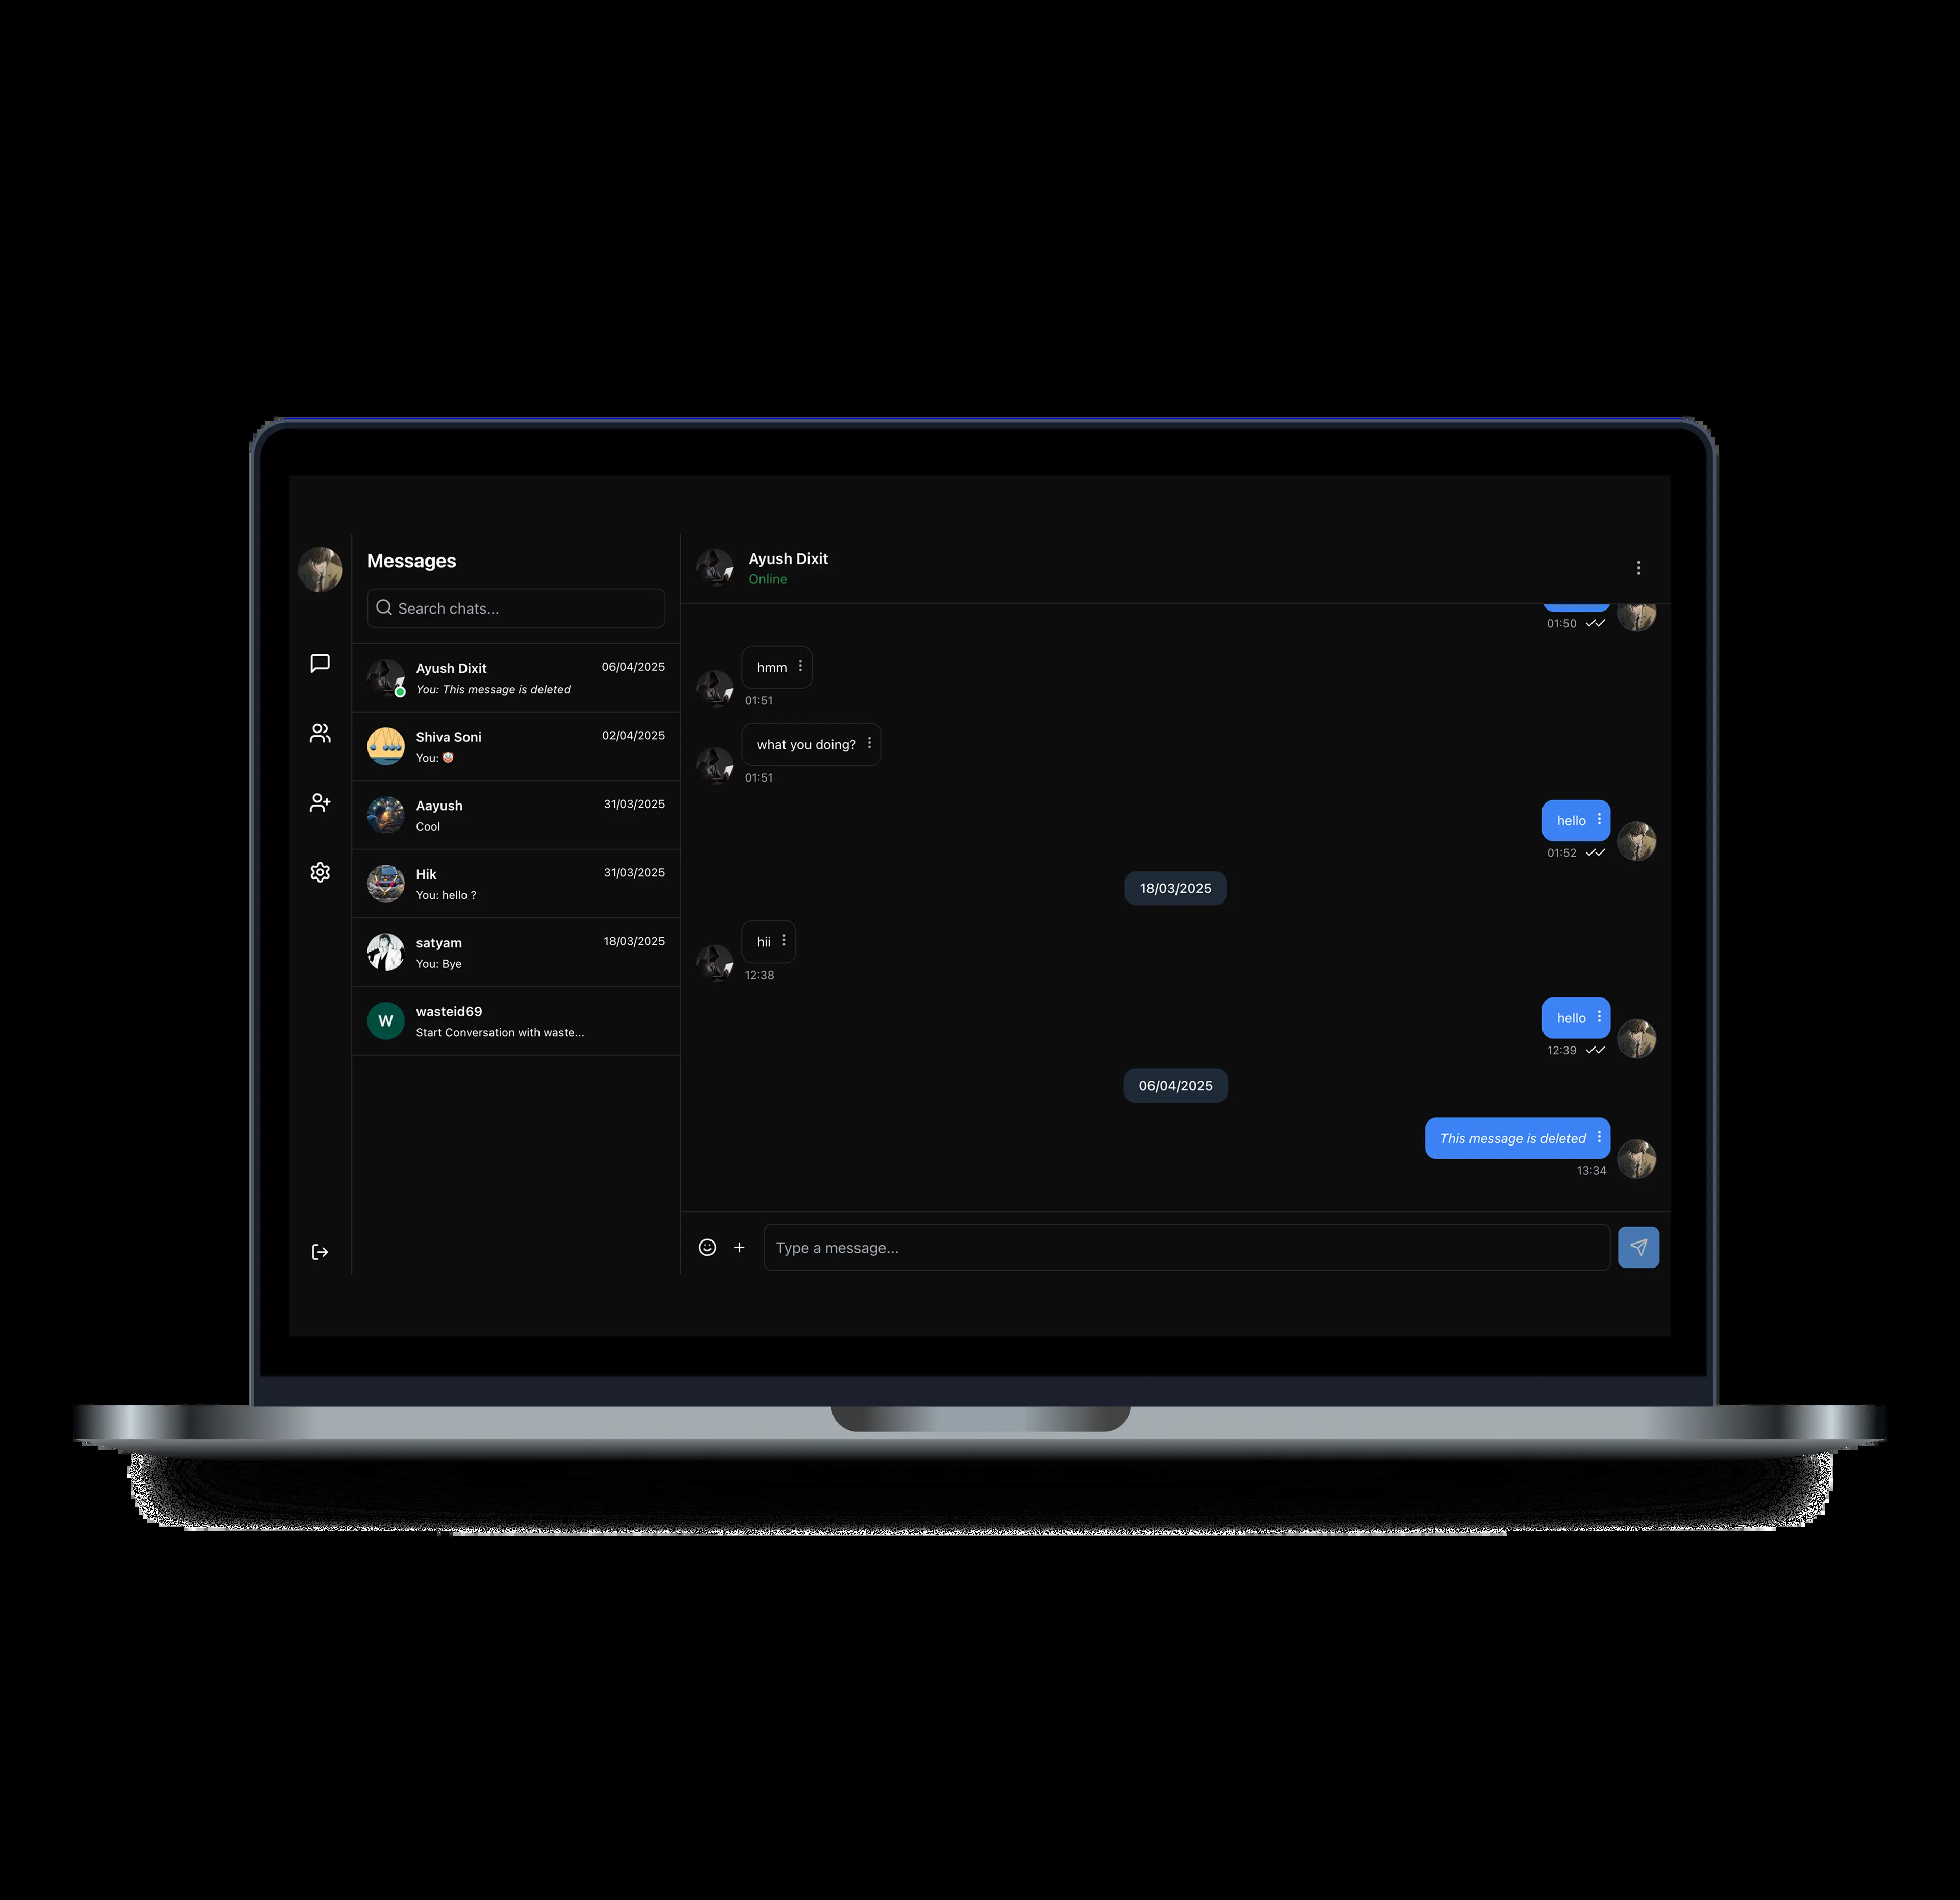 Messages
Search chats...
Ayush Dixit
06/04/2025
You: This message is deleted
Shiva Soni
02/04/2025
You: 🤡
Aayush
31/03/2025
Cool
Hik
31/03/2025
You: hello ?
satyam
18/03/2025
You: Bye
W
wasteid69
Start Conversation with waste...
Ayush Dixit
Online
01:50
hmm
01:51
what you doing?
01:51
hello
01:52
18/03/2025
hii
12:38
hello
12:39
06/04/2025
This message is deleted
13:34
Type a message...